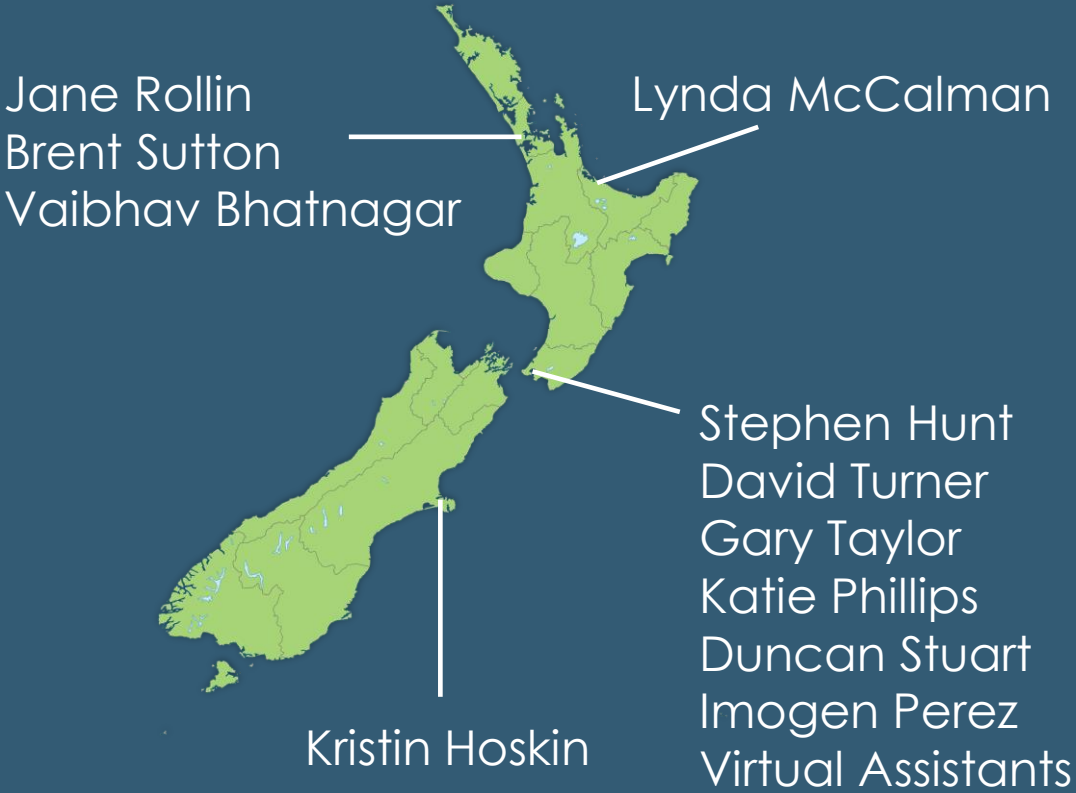 Jane Rollin
Brent Sutton
Vaibhav Bhatnagar
Lynda McCalman
Stephen Hunt
David Turner
Gary Taylor
Katie Phillips
Duncan Stuart
Imogen Perez
Virtual Assistants
Kristin Hoskin